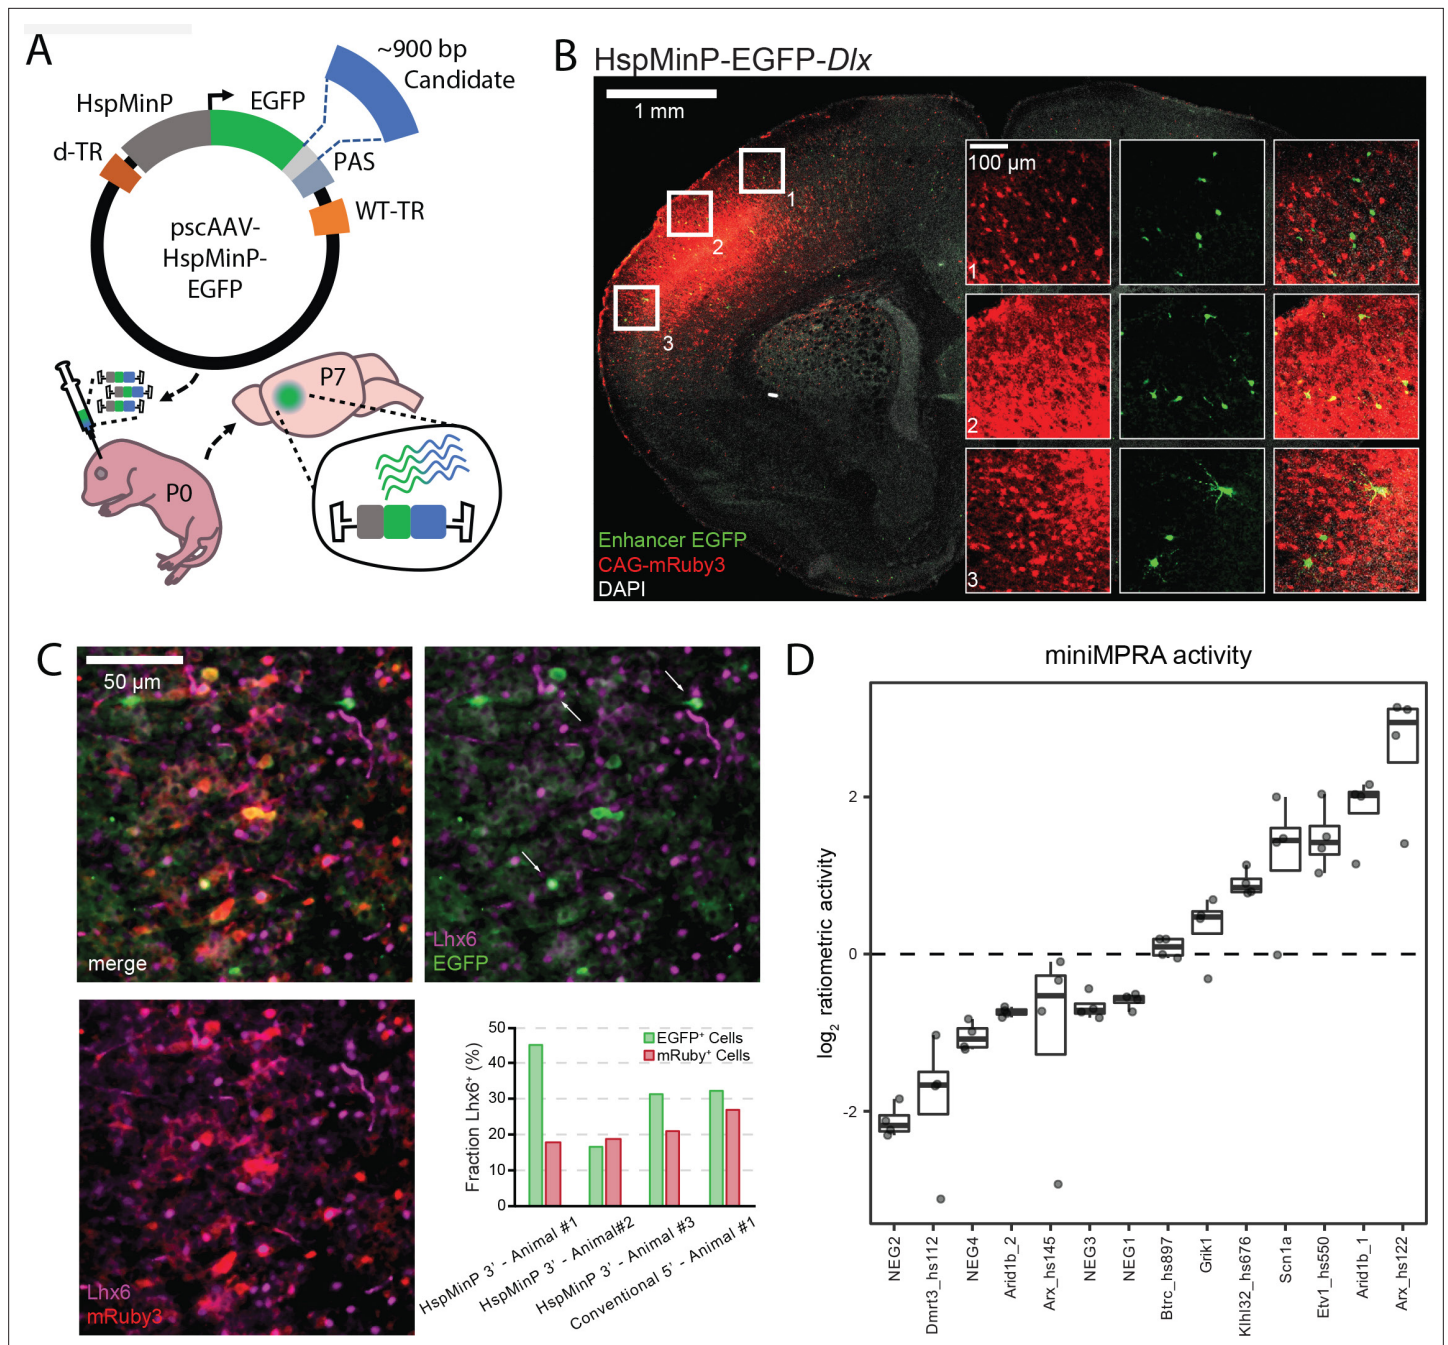 A
~900 bp
Candidate
HspMinP
EGFP
d-TR
PAS
WT-TR
pscAAV-
HspMinP-
EGFP
P7
P0
B
HspMinP-EGFP-Dlx
1 mm
1
2
3
100 µm
1
2
3
Enhancer EGFP
CAG-mRuby3
DAPI
C
50 µm
merge
Lhx6
EGFP
Lhx6
mRuby3
Fraction Lhx6⁺ (%)
50
40
30
20
10
0
EGFP⁺ Cells
mRuby⁺ Cells
HspMinP 3' - Animal #1
HspMinP 3' - Animal#2
HspMinP 3' - Animal #3
Conventional 5' - Animal #1
D
miniMPRA activity
log₂ ratiometric activity
2
0
-2
NEG2
Dmrt3_hs112
NEG4
Arid1b_2
Arx_hs145
NEG3
NEG1
Btrc_hs897
Grik1
Klhl32_hs676
Scn1a
Etv1_hs550
Arid1b_1
Arx_hs122